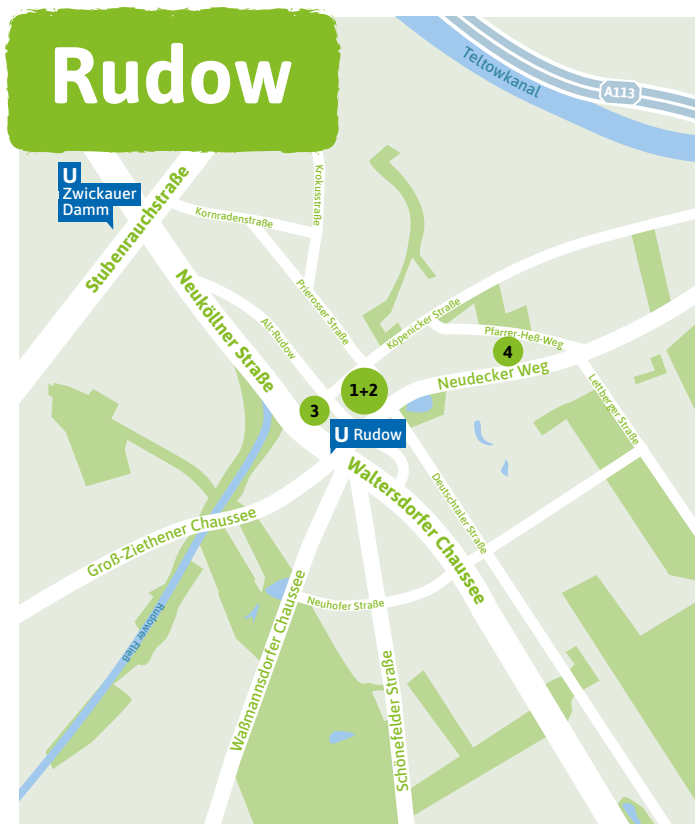 Rudow
Teltowkanal
A113
U
Zwickauer
Damm
Stubenrauchstraße
Krokusstraße
Kornradenstraße
Neuköllner Straße
Alt-Rudow
Prierosser Straße
Köpenicker Straße
Pfarrer-Heß-Weg
4
Neudecker Weg
Lettberger Straße
1+2
3
U Rudow
Waltersdorfer Chaussee
Deutschtaler Straße
Groß-Ziethener Chaussee
Rudower Fließ
Neuhofer Straße
Waßmannsdorfer Chaussee
Schönefelder Straße